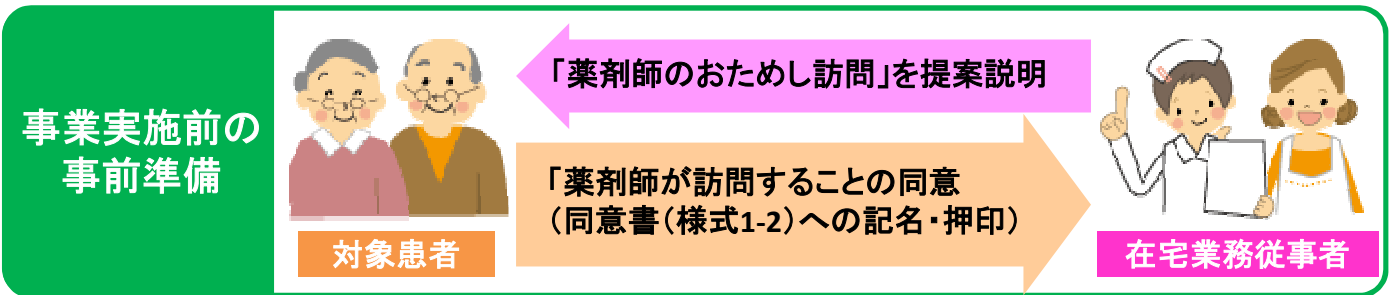 事業実施前の
事前準備
「薬剤師のおためし訪問」を提案説明
「薬剤師が訪問することの同意
（同意書（様式1-2）への記名・押印）
対象患者
在宅業務従事者